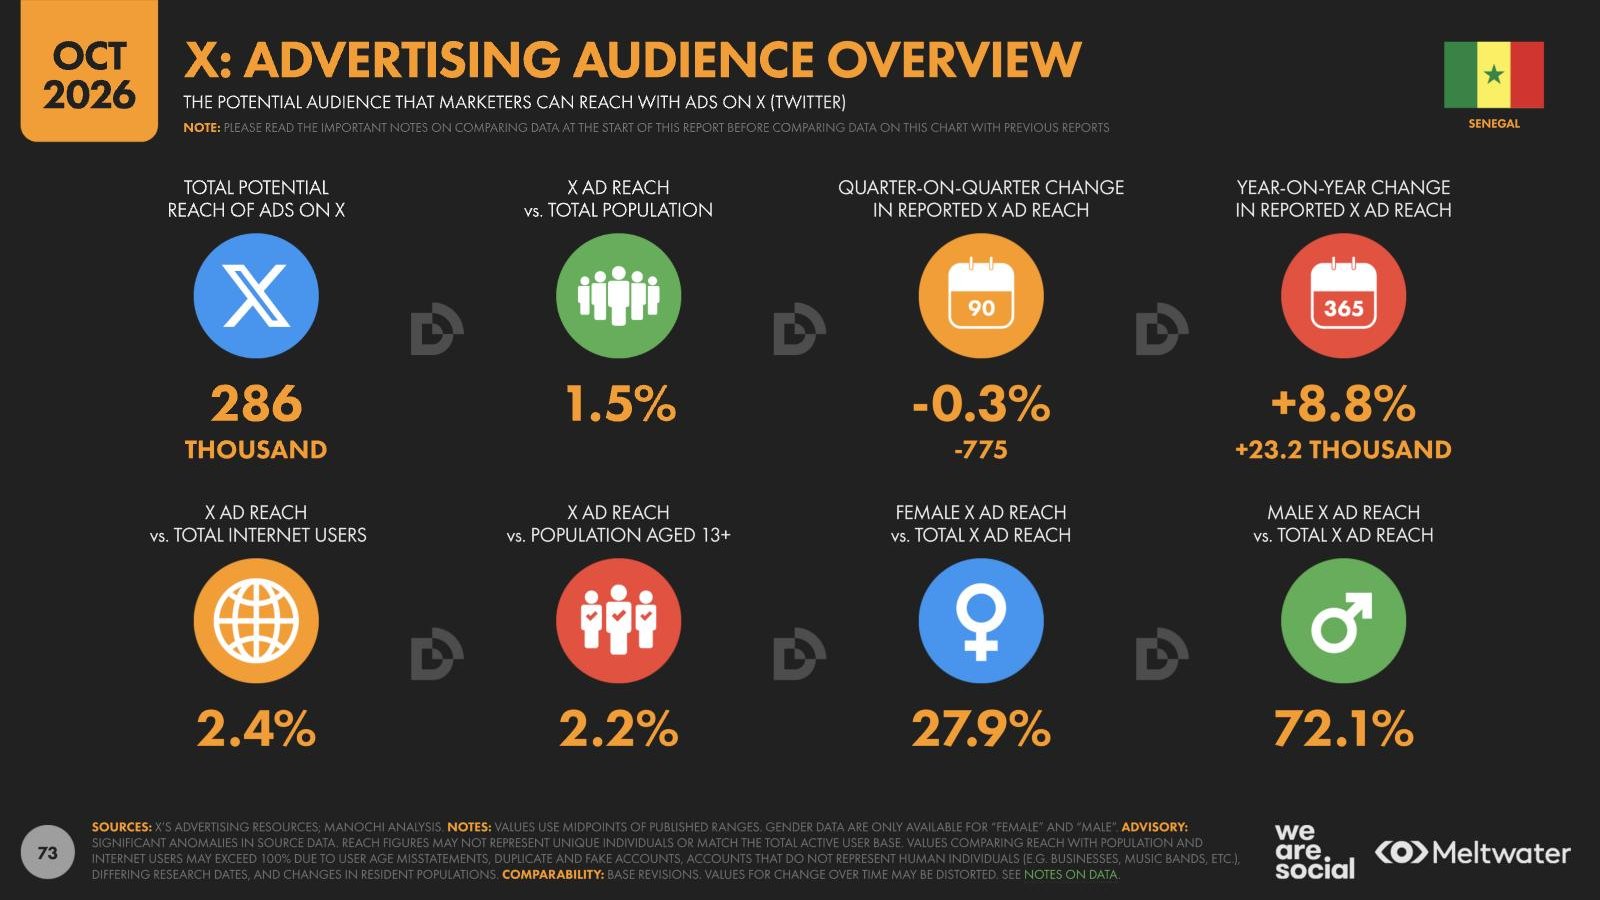 OCT
2026
X: ADVERTISING AUDIENCE OVERVIEW
THE POTENTIAL AUDIENCE THAT MARKETERS CAN REACH WITH ADS ON X (TWITTER)
NOTE: PLEASE READ THE IMPORTANT NOTES ON COMPARING DATA AT THE START OF THIS REPORT BEFORE COMPARING DATA ON THIS CHART WITH PREVIOUS REPORTS
SENEGAL
TOTAL POTENTIAL
REACH OF ADS ON X
286
THOUSAND
X AD REACH
vs. TOTAL POPULATION
1.5%
QUARTER-ON-QUARTER CHANGE
IN REPORTED X AD REACH
90
-0.3%
-775
YEAR-ON-YEAR CHANGE
IN REPORTED X AD REACH
365
+8.8%
+23.2 THOUSAND
X AD REACH
vs. TOTAL INTERNET USERS
2.4%
X AD REACH
vs. POPULATION AGED 13+
2.2%
FEMALE X AD REACH
vs. TOTAL X AD REACH
27.9%
MALE X AD REACH
vs. TOTAL X AD REACH
72.1%
73
SOURCES: X'S ADVERTISING RESOURCES, MANOCHI ANALYSIS. NOTES: VALUES USE MIDPOINTS OF PUBLISHED RANGES. GENDER DATA ARE ONLY AVAILABLE FOR "FEMALE" AND "MALE". ADVISORY:
SIGNIFICANT ANOMALIES IN SOURCE DATA. REACH FIGURES MAY NOT REPRESENT UNIQUE INDIVIDUALS OR MATCH THE TOTAL ACTIVE USER BASE. VALUES COMPARING REACH WITH POPULATION AND
INTERNET USERS MAY EXCEED 100% DUE TO USER AGE MISSTATEMENTS, DUPLICATE AND FAKE ACCOUNTS, ACCOUNTS THAT DO NOT REPRESENT HUMAN INDIVIDUALS (E.G. BUSINESSES, MUSIC BANDS, ETC.),
DIFFERING RESEARCH DATES, AND CHANGES IN RESIDENT POPULATIONS. COMPARABILITY: BASE REVISIONS. VALUES FOR CHANGE OVER TIME MAY BE DISTORTED. SEE NOTES ON DATA.
we
are
social
Meltwater